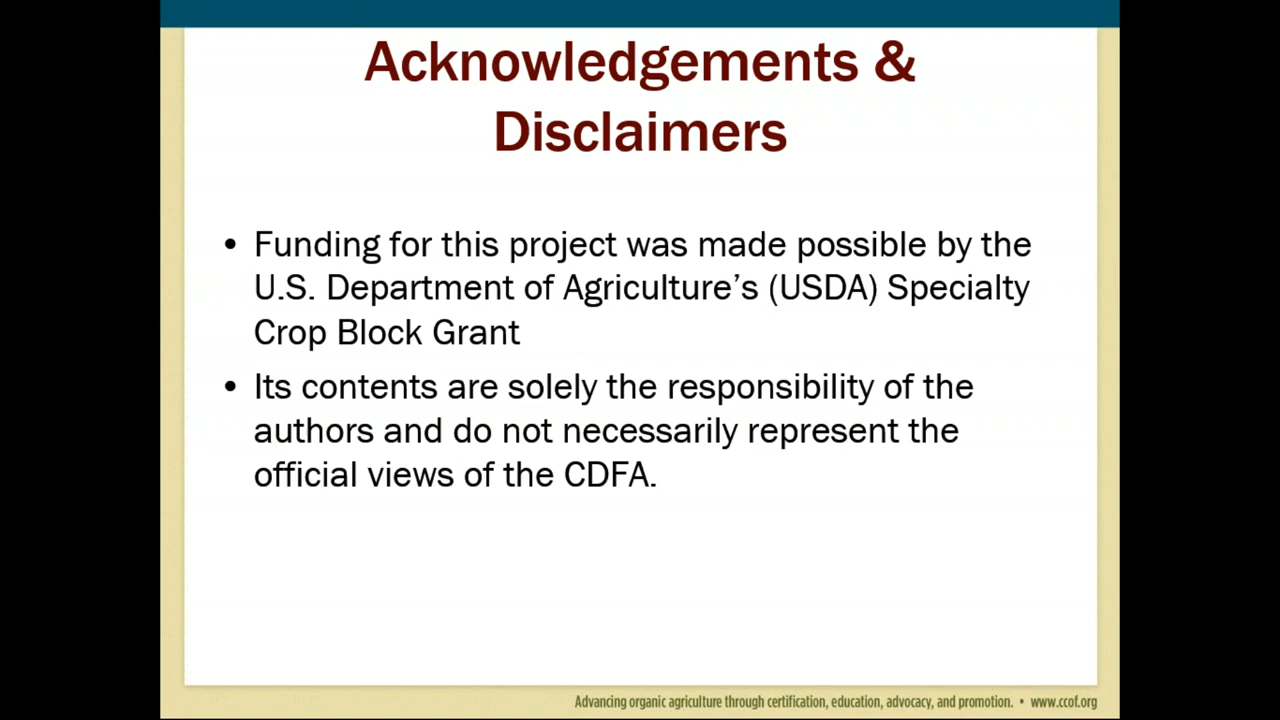 Acknowledgements &
Disclaimers
• Funding for this project was made possible by the
U.S. Department of Agriculture’s (USDA) Specialty
Crop Block Grant
• Its contents are solely the responsibility of the
authors and do not necessarily represent the
official views of the CDFA.
Advancing organic agriculture through certification, education, advocacy, and promotion. • www.ccof.org